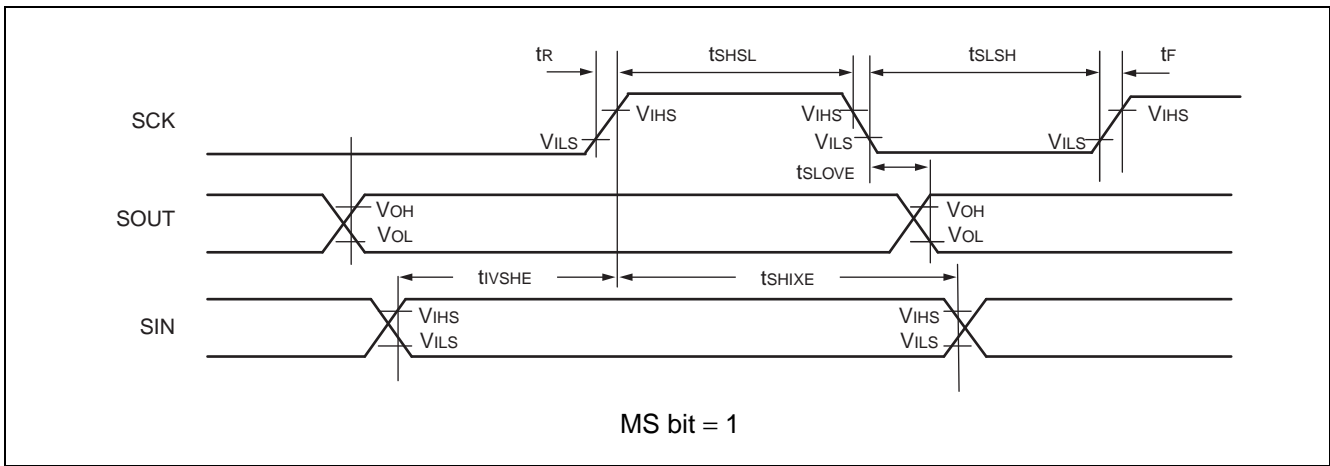 tR tSHSL tSLSH tF
SCK VIHS VIHS VIHS
VILS VILS VILS
tSLOVE
SOUT VOH VOH
VOL VOL
tIVSHE tSHIXE
SIN VIHS VIHS
VILS VILS
MS bit = 1